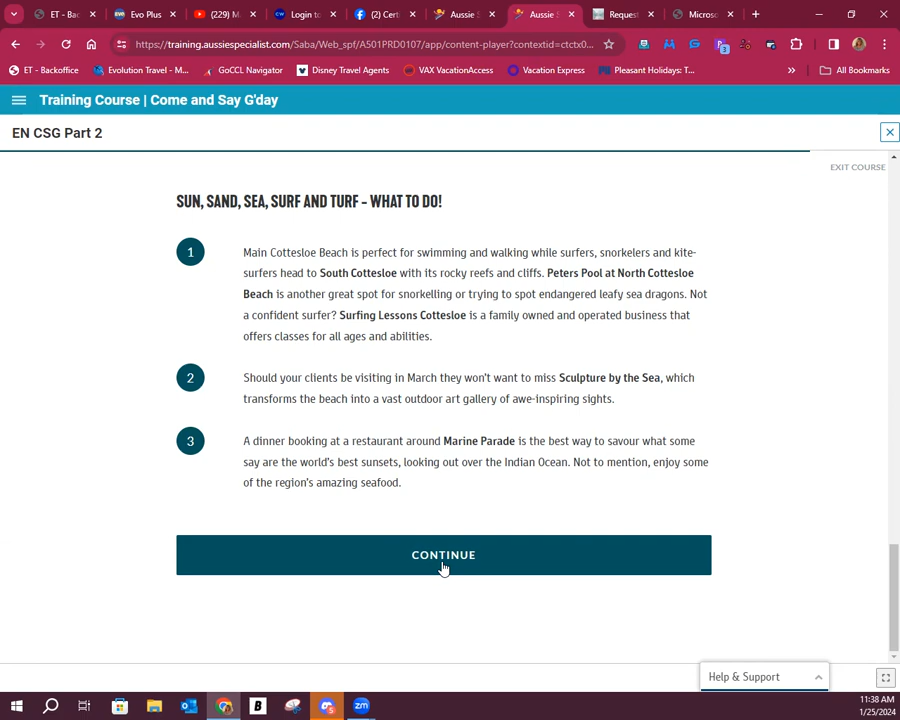 ET - Bac
Evo Plus
(229) M
Login to
(2) Certi
Aussie S
Aussie S
Request
Microso
https://training.aussiespecialist.com/Saba/Web_spf/A501PRD0107/app/content-player?contextid=ctctx0...
3
ET - Backoffice
Evolution Travel - M...
GoCCL Navigator
Disney Travel Agents
VAX VacationAccess
Vacation Express
Pleasant Holidays: T...
»
All Bookmarks
Training Course | Come and Say G'day
EN CSG Part 2
EXIT COURSE
SUN, SAND, SEA, SURF AND TURF – WHAT TO DO!
1
Main Cottesloe Beach is perfect for swimming and walking while surfers, snorkelers and kite-
surfers head to South Cottesloe with its rocky reefs and cliffs. Peters Pool at North Cottesloe
Beach is another great spot for snorkelling or trying to spot endangered leafy sea dragons. Not
a confident surfer? Surfing Lessons Cottesloe is a family owned and operated business that
offers classes for all ages and abilities.
2
Should your clients be visiting in March they won't want to miss Sculpture by the Sea, which
transforms the beach into a vast outdoor art gallery of awe-inspiring sights.
3
A dinner booking at a restaurant around Marine Parade is the best way to savour what some
say are the world's best sunsets, looking out over the Indian Ocean. Not to mention, enjoy some
of the region's amazing seafood.
CONTINUE
Help & Support
B
zm
11:38 AM
1/25/2024